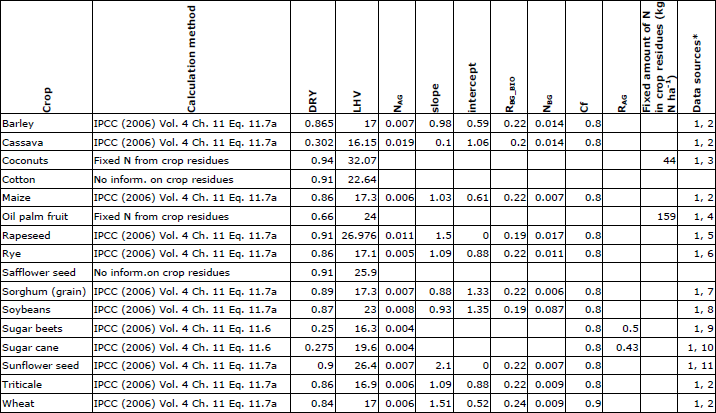 Crop Calculation method DRY LHV NAG slope intercept RBG_BIO NBG Cf RAG Fixed amount of N in crop residues (kg N ha-1) Data sources*
Barley IPCC (2006) Vol. 4 Ch. 11 Eq. 11.7a 0.865 17 0.007 0.98 0.59 0.22 0.014 0.8 1, 2
Cassava IPCC (2006) Vol. 4 Ch. 11 Eq. 11.7a 0.302 16.15 0.019 0.1 1.06 0.2 0.014 0.8 1, 2
Coconuts Fixed N from crop residues 0.94 32.07 44 1, 3
Cotton No inform. on crop residues 0.91 22.64
Maize IPCC (2006) Vol. 4 Ch. 11 Eq. 11.7a 0.86 17.3 0.006 1.03 0.61 0.22 0.007 0.8 1, 2
Oil palm fruit Fixed N from crop residues 0.66 24 159 1, 4
Rapeseed IPCC (2006) Vol. 4 Ch. 11 Eq. 11.7a 0.91 26.976 0.011 1.5 0 0.19 0.017 0.8 1, 5
Rye IPCC (2006) Vol. 4 Ch. 11 Eq. 11.7a 0.86 17.1 0.005 1.09 0.88 0.22 0.011 0.8 1, 6
Safflower seed No inform.on crop residues 0.91 25.9
Sorghum (grain) IPCC (2006) Vol. 4 Ch. 11 Eq. 11.7a 0.89 17.3 0.007 0.88 1.33 0.22 0.006 0.8 1, 7
Soybeans IPCC (2006) Vol. 4 Ch. 11 Eq. 11.7a 0.87 23 0.008 0.93 1.35 0.19 0.087 0.8 1, 8
Sugar beets IPCC (2006) Vol. 4 Ch. 11 Eq. 11.6 0.25 16.3 0.004 0.8 0.5 1, 9
Sugar cane IPCC (2006) Vol. 4 Ch. 11 Eq. 11.6 0.275 19.6 0.004 0.8 0.43 1, 10
Sunflower seed IPCC (2006) Vol. 4 Ch. 11 Eq. 11.7a 0.9 26.4 0.007 2.1 0 0.22 0.007 0.8 1, 11
Triticale IPCC (2006) Vol. 4 Ch. 11 Eq. 11.7a 0.86 16.9 0.006 1.09 0.88 0.22 0.009 0.8 1, 2
Wheat IPCC (2006) Vol. 4 Ch. 11 Eq. 11.7a 0.84 17 0.006 1.51 0.52 0.24 0.009 0.9 1, 2